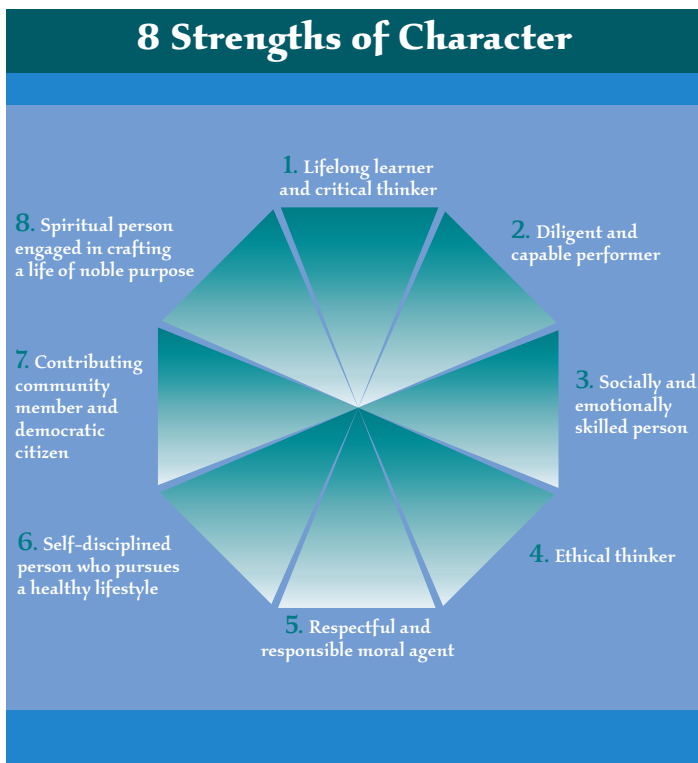 8 Strengths of Character
1. Lifelong learner
and critical thinker
2. Diligent and
capable performer
3. Socially and
emotionally
skilled person
4. Ethical thinker
5. Respectful and
responsible moral agent
6. Self-disciplined
person who pursues
a healthy lifestyle
7. Contributing
community
member and
democratic
citizen
8. Spiritual person
engaged in crafting
a life of noble purpose